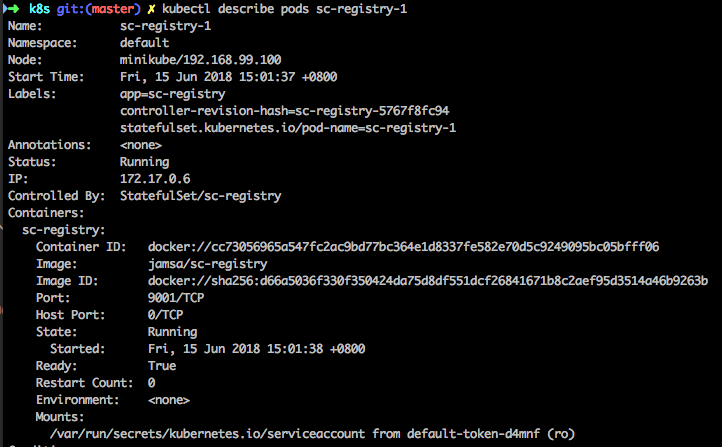 ➜ k8s git:(master) ✗ kubectl describe pods sc-registry-1
Name: sc-registry-1
Namespace: default
Node: minikube/192.168.99.100
Start Time: Fri, 15 Jun 2018 15:01:37 +0800
Labels: app=sc-registry
controller-revision-hash=sc-registry-5767f8fc94
statefulset.kubernetes.io/pod-name=sc-registry-1
Annotations: <none>
Status: Running
IP: 172.17.0.6
Controlled By: StatefulSet/sc-registry
Containers:
sc-registry:
Container ID: docker://cc73056965a547fc2ac9bd77bc364e1d8337fe582e70d5c9249095bc05bfff06
Image: jamsa/sc-registry
Image ID: docker://sha256:d66a5036f330f350424da75d8df551dcf26841671b8c2aef95d3514a46b9263b
Port: 9001/TCP
Host Port: 0/TCP
State: Running
Started: Fri, 15 Jun 2018 15:01:38 +0800
Ready: True
Restart Count: 0
Environment: <none>
Mounts:
/var/run/secrets/kubernetes.io/serviceaccount from default-token-d4mnf (ro)